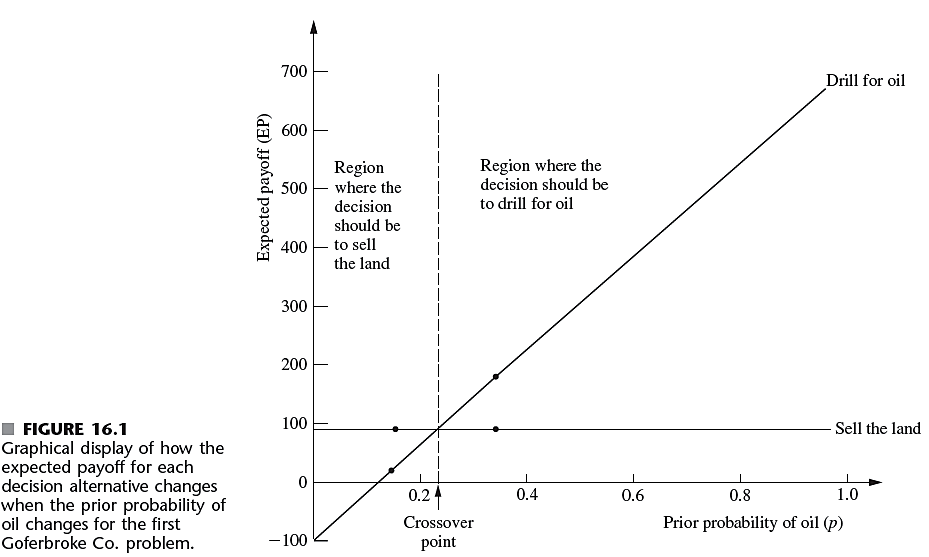 700
Drill for oil
600
Expected payoff (EP)
Region
where the
decision
should be
to sell
the land
Region where the
decision should be
to drill for oil
500
400
300
200
100
Sell the land
0
0.2
0.4
0.6
0.8
1.0
−100
Crossover
point
Prior probability of oil (p)
FIGURE 16.1
Graphical display of how the
expected payoff for each
decision alternative changes
when the prior probability of
oil changes for the first
Goferbroke Co. problem.